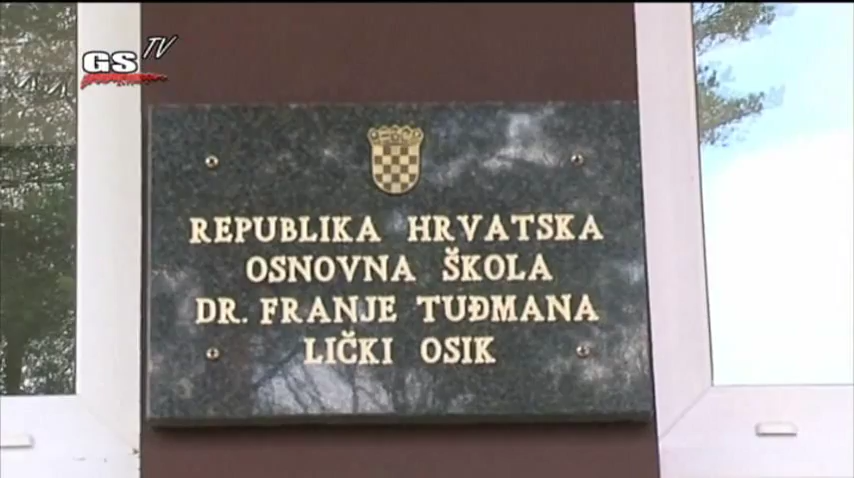 GS TV
REPUBLIKA HRVATSKA
OSNOVNA ŠKOLA
DR. FRANJE TUĐMANA
LIČKI OSIK